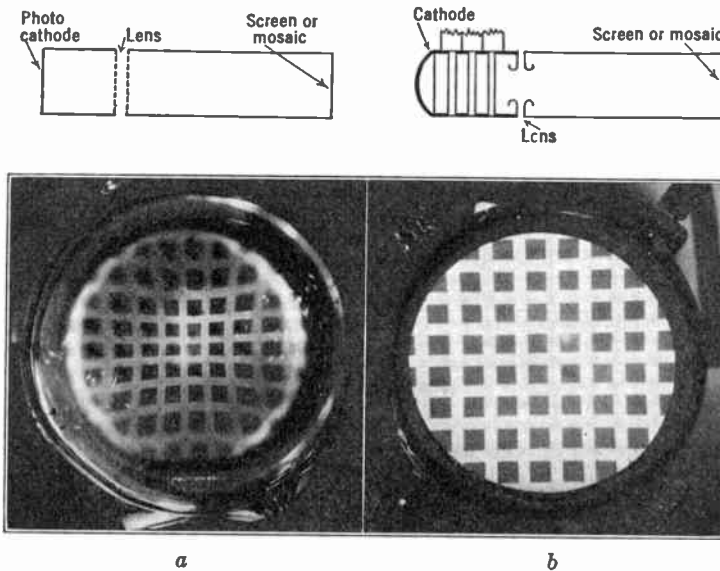 Photo
cathode
Lens
Screen or
mosaic
Cathode
Screen or mosaic
Lens
a
b